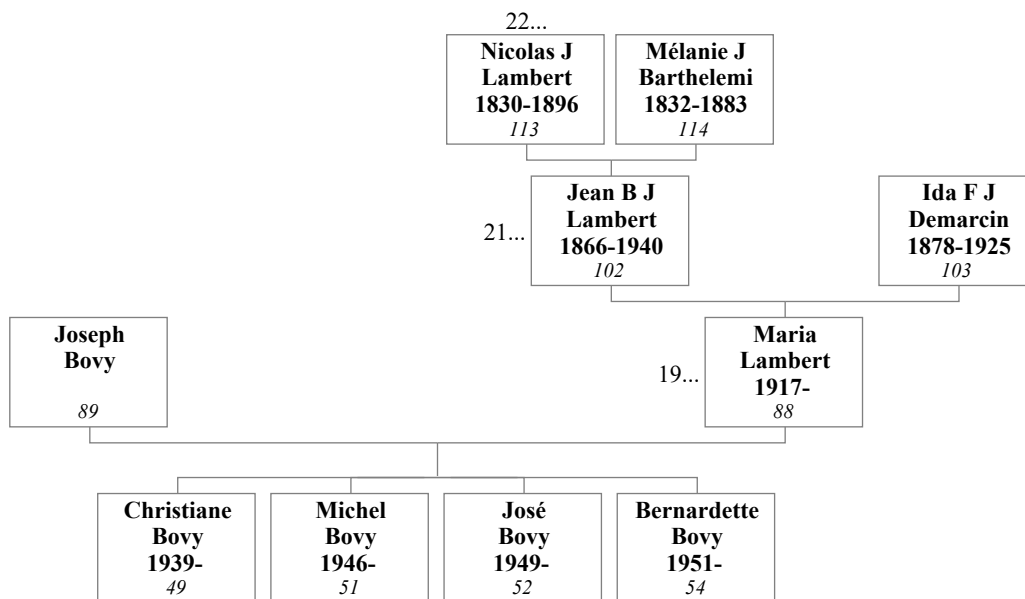 22...
Nicolas J
Lambert
1830-1896
113
Mélanie J
Barthelemi
1832-1883
114
21...
Jean B J
Lambert
1866-1940
102
Ida F J
Demarcin
1878-1925
103
Joseph
Bovy
89
19...
Maria
Lambert
1917-
88
Christiane
Bovy
1939-
49
Michel
Bovy
1946-
51
José
Bovy
1949-
52
Bernardette
Bovy
1951-
54